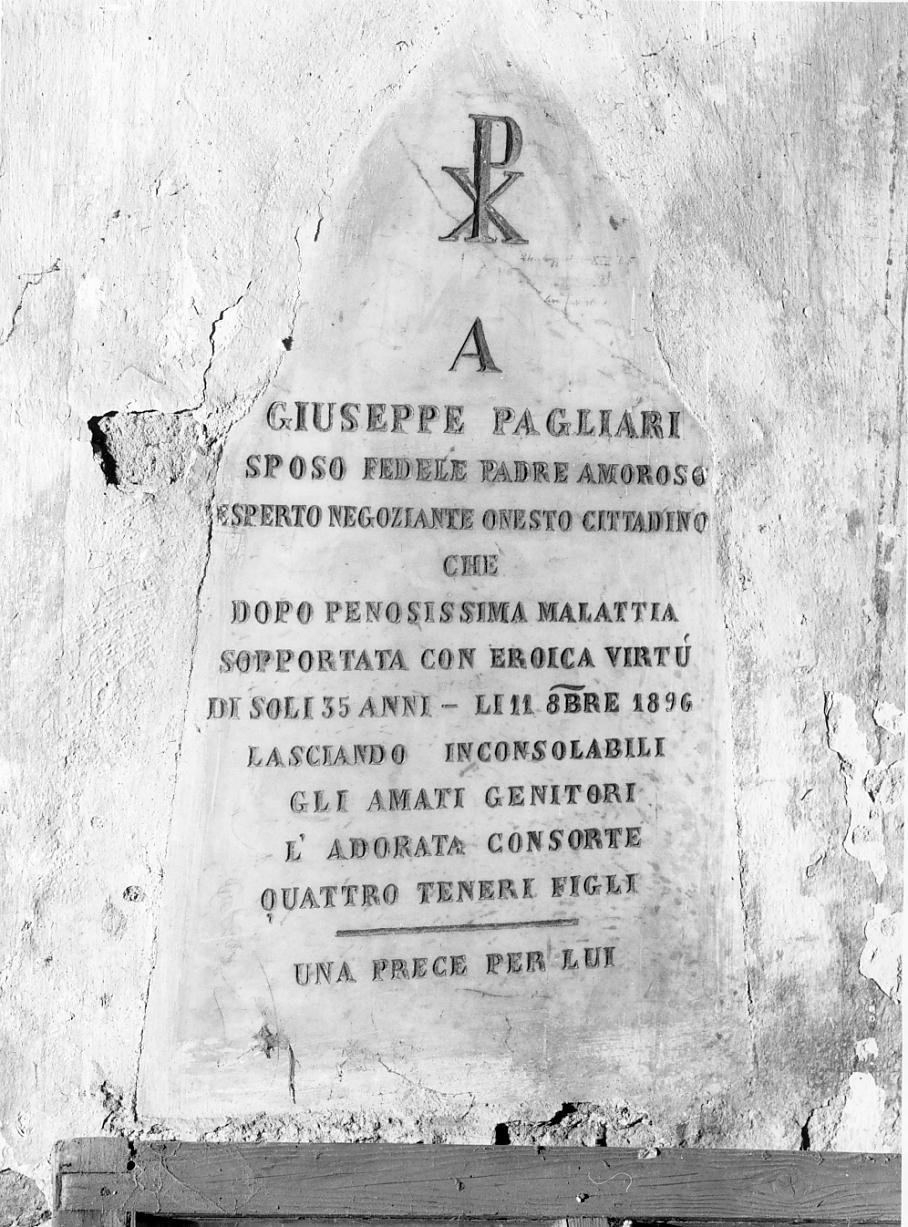 ☧
A
GIUSEPPE PAGLIARI
SPOSO FEDELE PADRE AMOROSO
ESPERTO NEGOZIANTE ONESTO CITTADINO
CHE
DOPO PENOSISSIMA MALATTIA
SOPPORTATA CON EROICA VIRTÚ
DI SOLI 35 ANNI - LI 11 8BRE 1896
LASCIANDO INCONSOLABILI
GLI AMATI GENITORI
L' ADORATA CONSORTE
QUATTRO TENERI FIGLI
UNA PRECE PER LUI